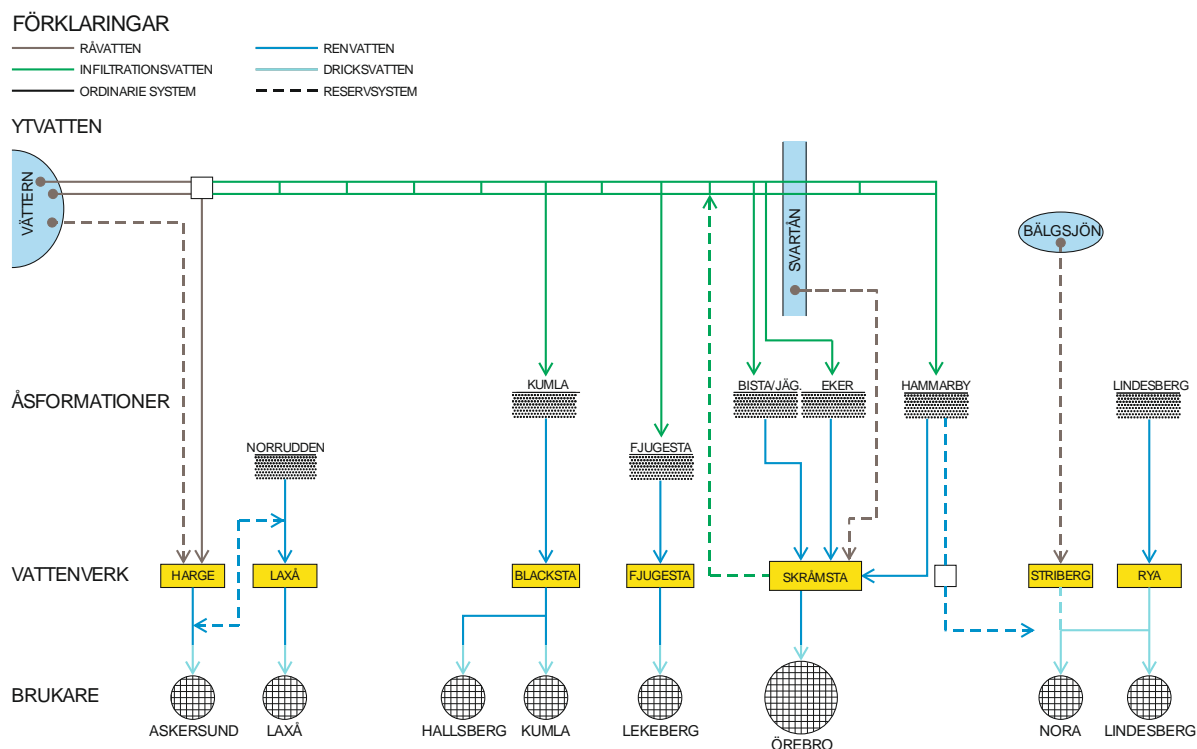 FÖRKLARINGAR
RÅVATTEN
RENVATTEN
INFILTRATIONSVATTEN
DRICKSVATTEN
ORDINARIE SYSTEM
RESERVSYSTEM
YTVATTEN
VÄTTERN
SVARTÅN
BÄLGSJÖN
ÅSFORMATIONER
KUMLA
BISTA/JÄG.
EKER
HAMMARBY
LINDESBERG
NORRUDDEN
FJUGESTA
VATTENVERK
HARGE
LAXÅ
BLACKSTA
FJUGESTA
SKRÅMSTA
STRIBERG
RYA
BRUKARE
ASKERSUND
LAXÅ
HALLSBERG
KUMLA
LEKEBERG
ÖREBRO
NORA
LINDESBERG